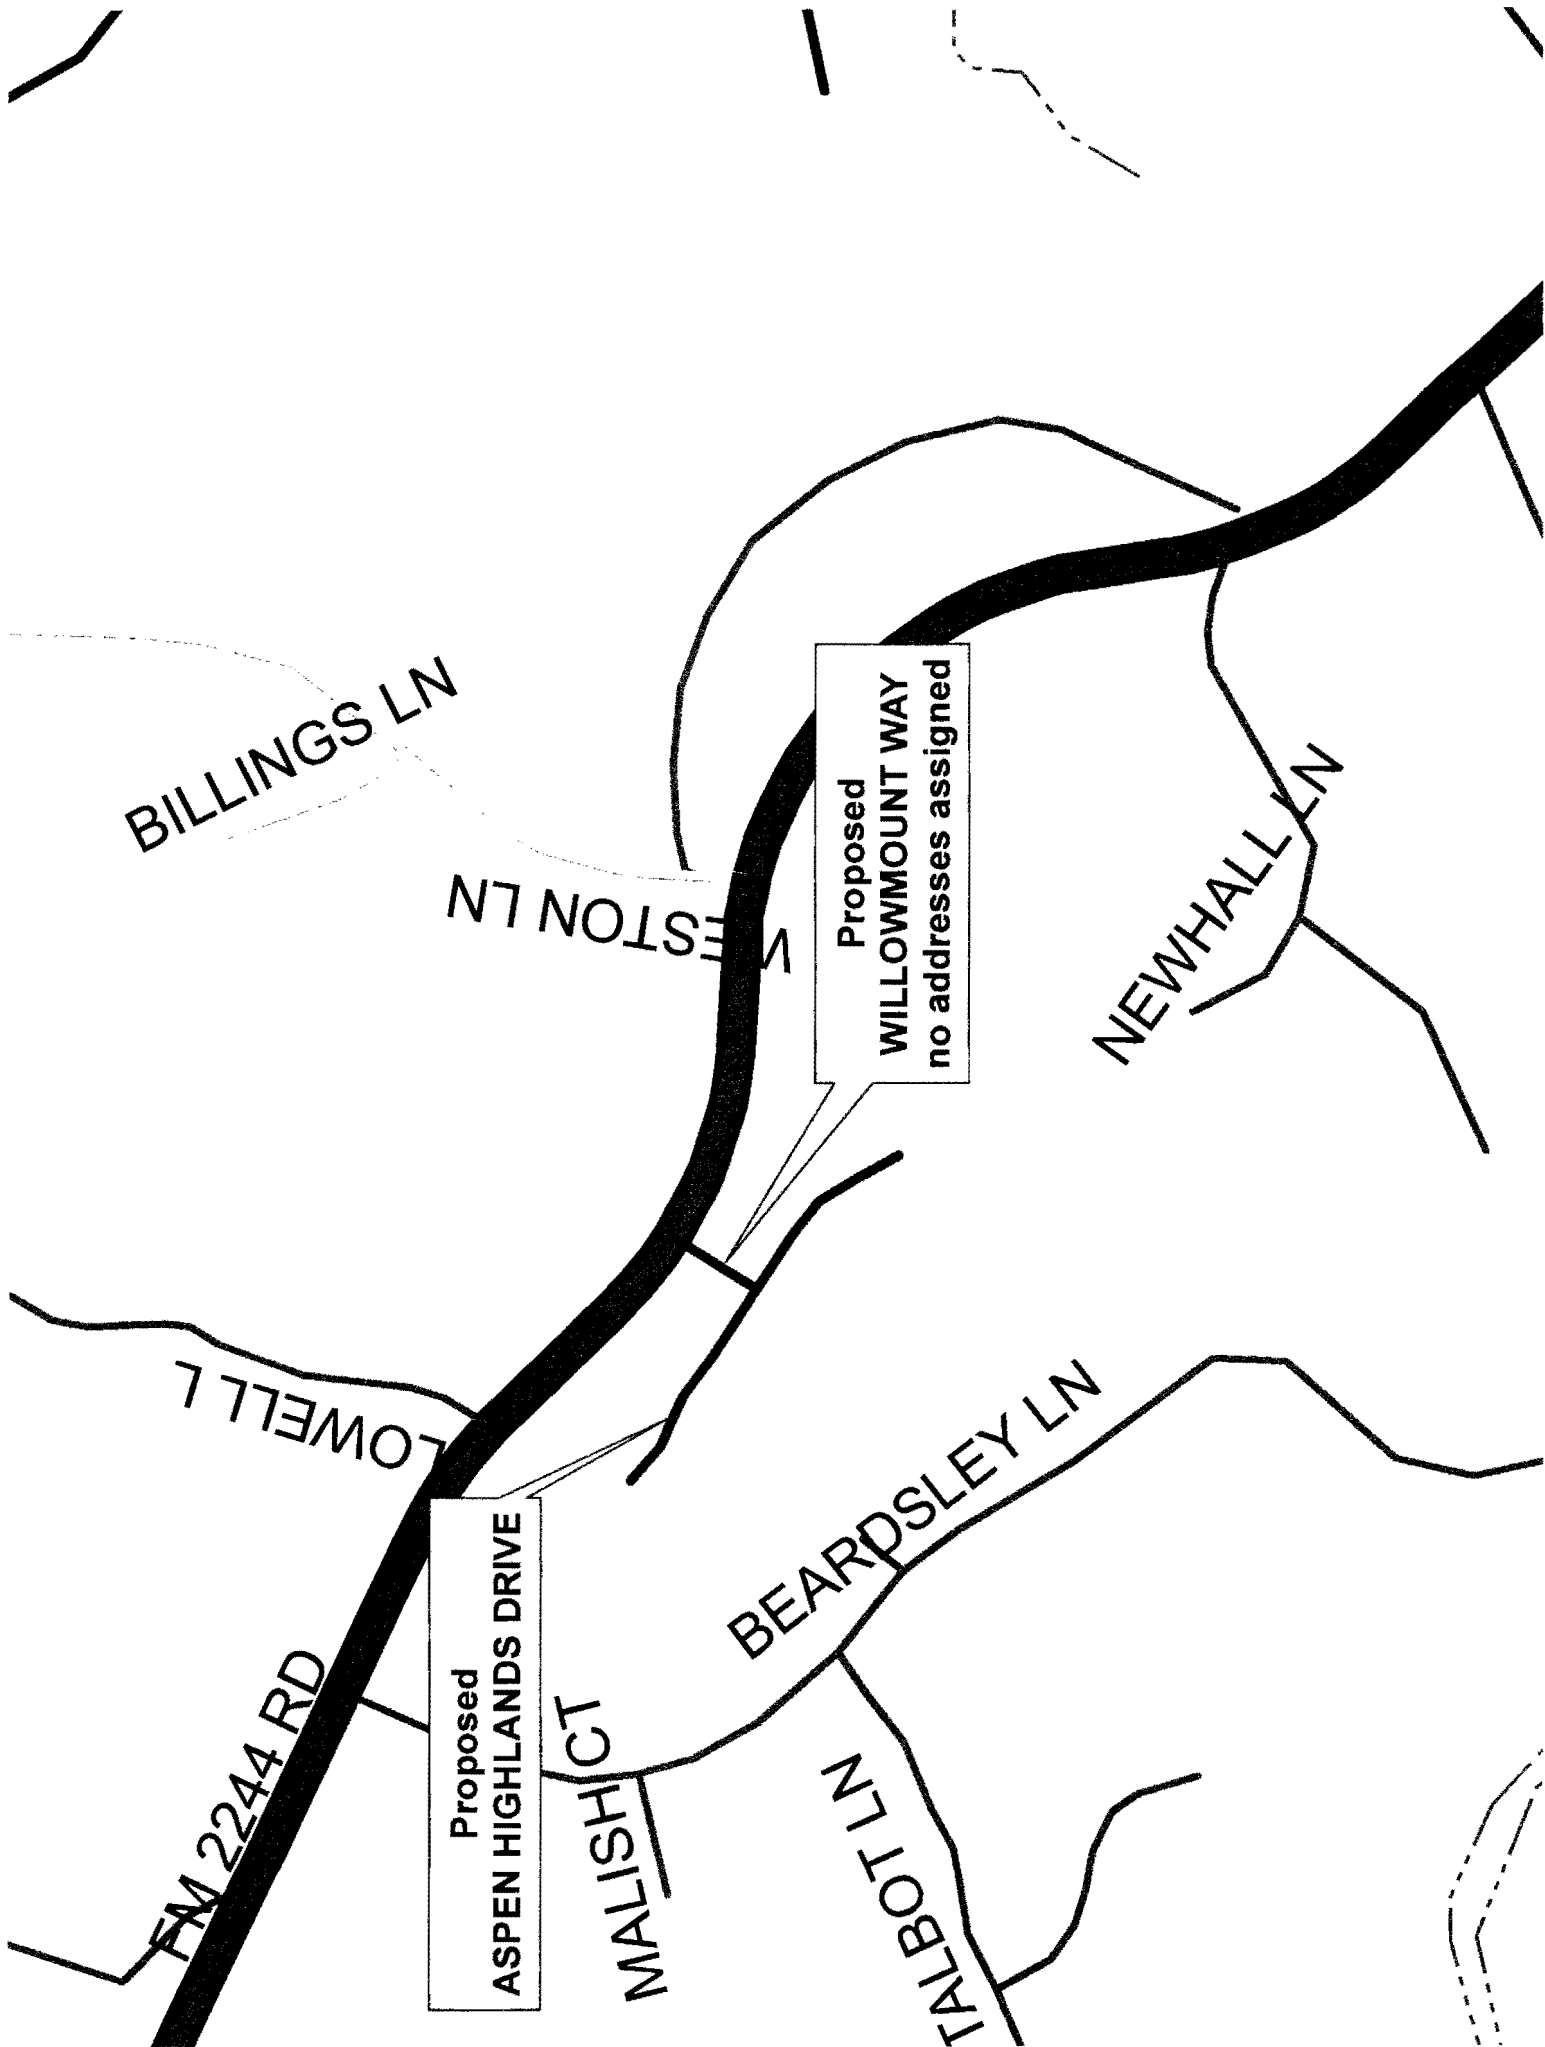 FM 2244 RD
LOWELL L
BILLINGS LN
WESTON LN
Proposed
ASPEN HIGHLANDS DRIVE
Proposed
WILLOWMOUNT WAY
no addresses assigned
MALISH CT
BEARDSLEY LN
TALBOT LN
NEWHALL LN